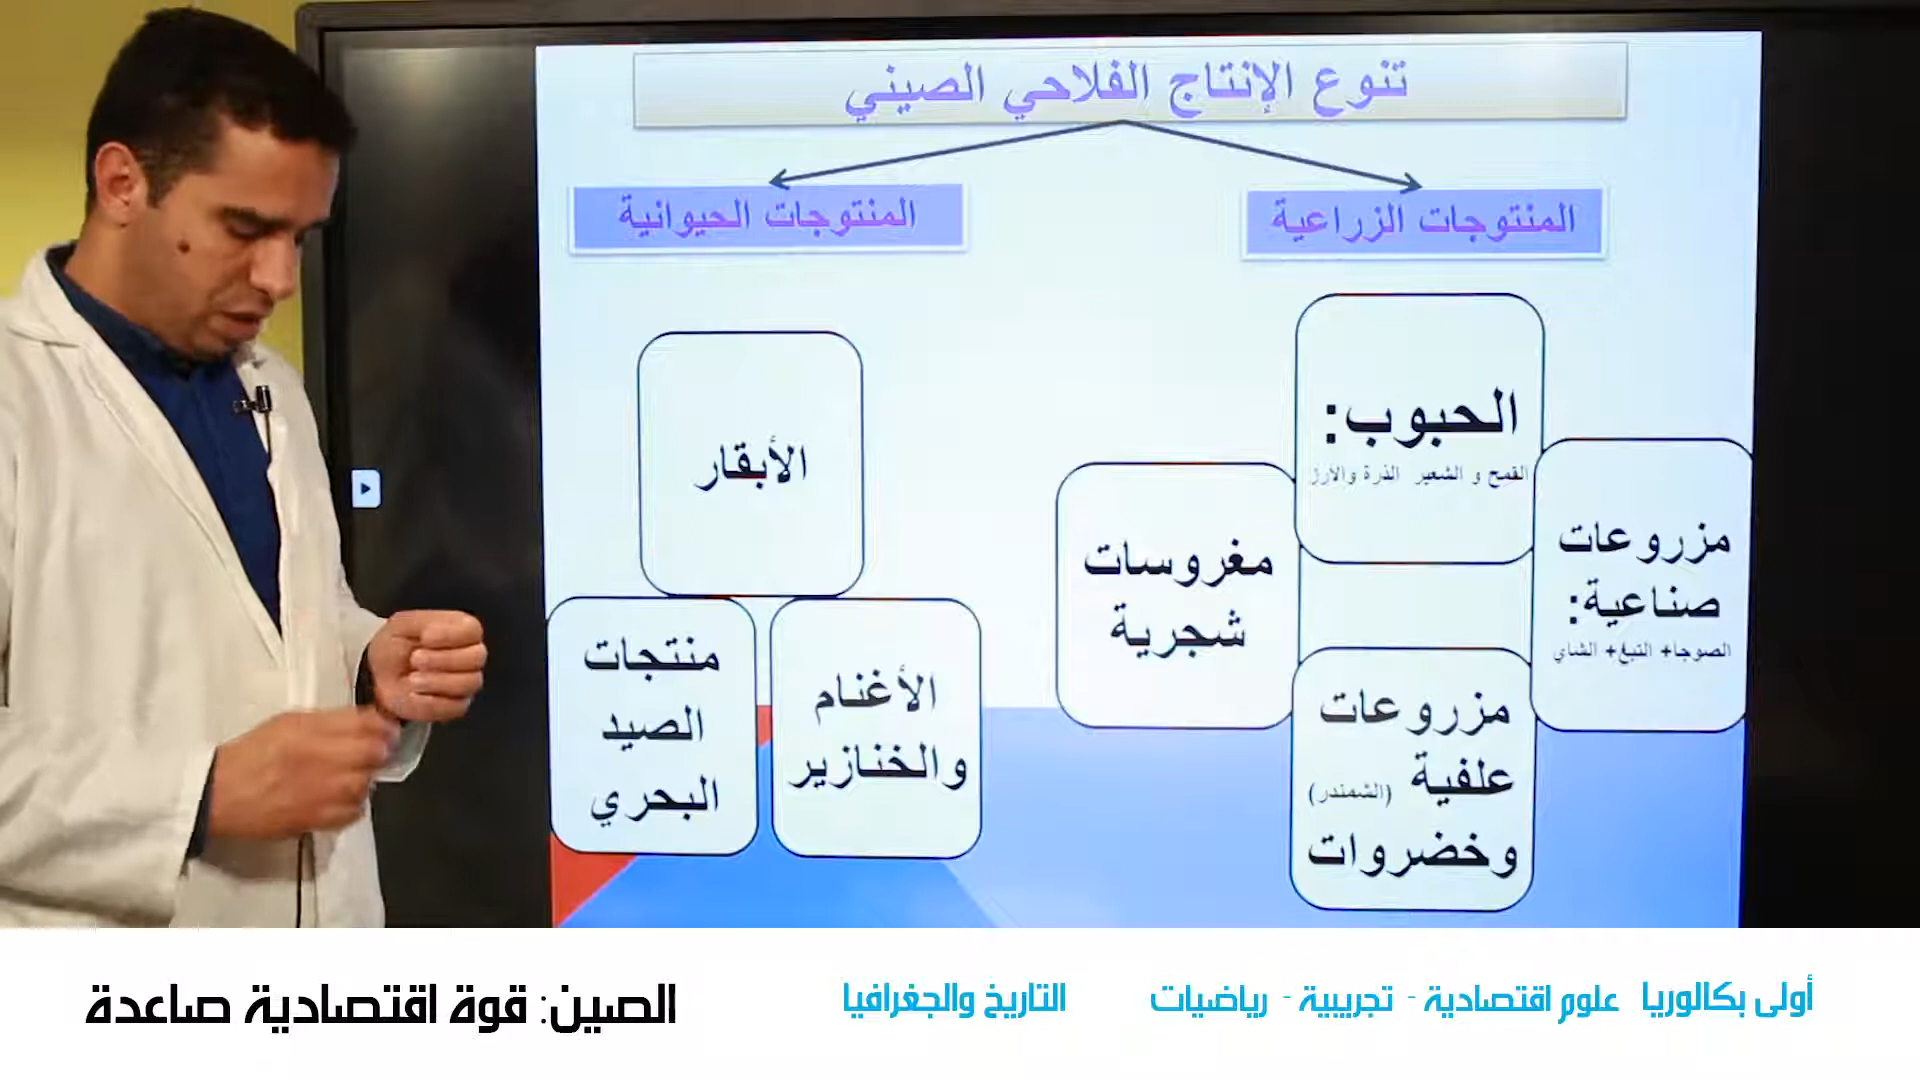 تنوع الإنتاج الفلاحي الصيني
المنتوجات الزراعية
المنتوجات الحيوانية
الحبوب:
القمح و الشعير الذرة والارز
مزروعات
صناعية:
الصوجا+ التبغ+ الشاي
مغروسات
شجرية
مزروعات
علفية (الشمندر)
وخضروات
الأبقار
الأغنام
والخنازير
منتجات
الصيد
البحري
أولى بكالوريا علوم اقتصادية - تجريبية - رياضيات
التاريخ والجغرافيا
الصين: قوة اقتصادية صاعدة